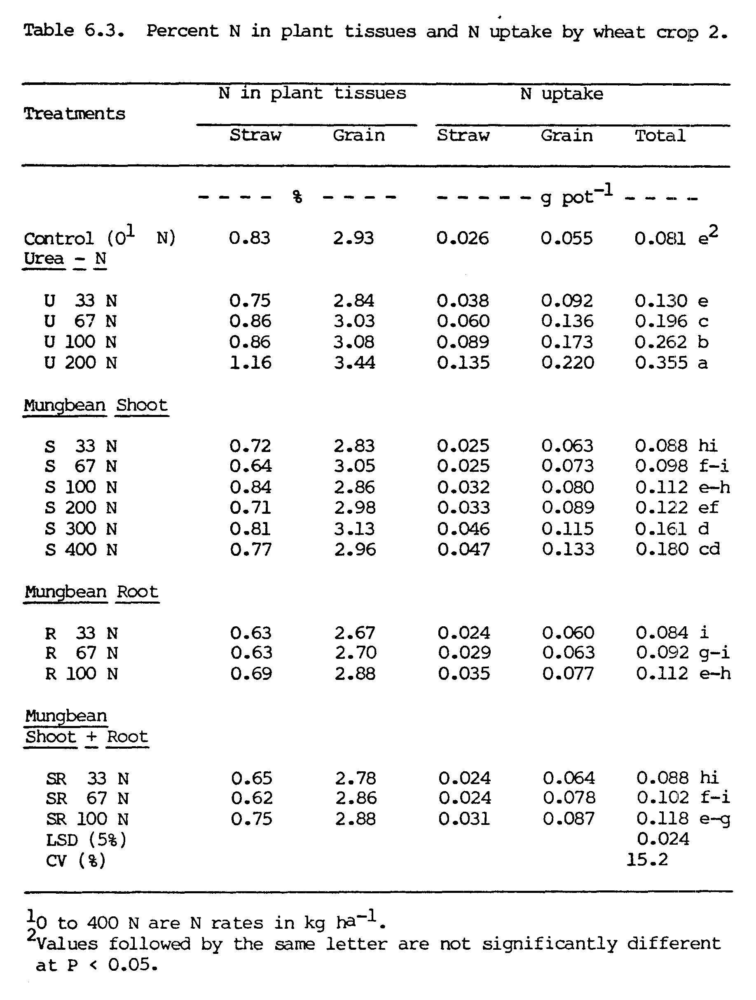 Table 6.3. Percent N in plant tissues and N uptake by wheat crop 2.
N in plant tissues N uptake
Treatments
Straw Grain Straw Grain Total
- - - - % - - - - - - - - - g pot⁻¹ - - - -
Control (0¹ N) 0.83 2.93 0.026 0.055 0.081 e²
Urea - N
U 33 N 0.75 2.84 0.038 0.092 0.130 e
U 67 N 0.86 3.03 0.060 0.136 0.196 c
U 100 N 0.86 3.08 0.089 0.173 0.262 b
U 200 N 1.16 3.44 0.135 0.220 0.355 a
Mungbean Shoot
S 33 N 0.72 2.83 0.025 0.063 0.088 hi
S 67 N 0.64 3.05 0.025 0.073 0.098 f-i
S 100 N 0.84 2.86 0.032 0.080 0.112 e-h
S 200 N 0.71 2.98 0.033 0.089 0.122 ef
S 300 N 0.81 3.13 0.046 0.115 0.161 d
S 400 N 0.77 2.96 0.047 0.133 0.180 cd
Mungbean Root
R 33 N 0.63 2.67 0.024 0.060 0.084 i
R 67 N 0.63 2.70 0.029 0.063 0.092 g-i
R 100 N 0.69 2.88 0.035 0.077 0.112 e-h
Mungbean
Shoot + Root
SR 33 N 0.65 2.78 0.024 0.064 0.088 hi
SR 67 N 0.62 2.86 0.024 0.078 0.102 f-i
SR 100 N 0.75 2.88 0.031 0.087 0.118 e-g
LSD (5%) 0.024
CV (%) 15.2
¹0 to 400 N are N rates in kg ha⁻¹.
²Values followed by the same letter are not significantly different
at P < 0.05.